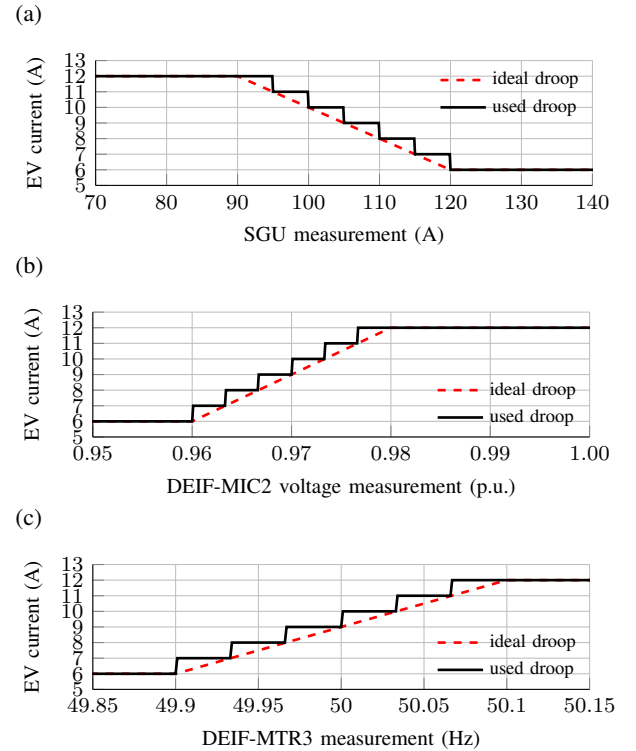 (a)
EV current (A)
13
12
11
10
9
8
7
6
5
ideal droop
used droop
70 80 90 100 110 120 130 140
SGU measurement (A)
(b)
EV current (A)
13
12
11
10
9
8
7
6
5
ideal droop
used droop
0.95 0.96 0.97 0.98 0.99 1.00
DEIF-MIC2 voltage measurement (p.u.)
(c)
EV current (A)
13
12
11
10
9
8
7
6
5
ideal droop
used droop
49.85 49.9 49.95 50 50.05 50.1 50.15
DEIF-MTR3 measurement (Hz)